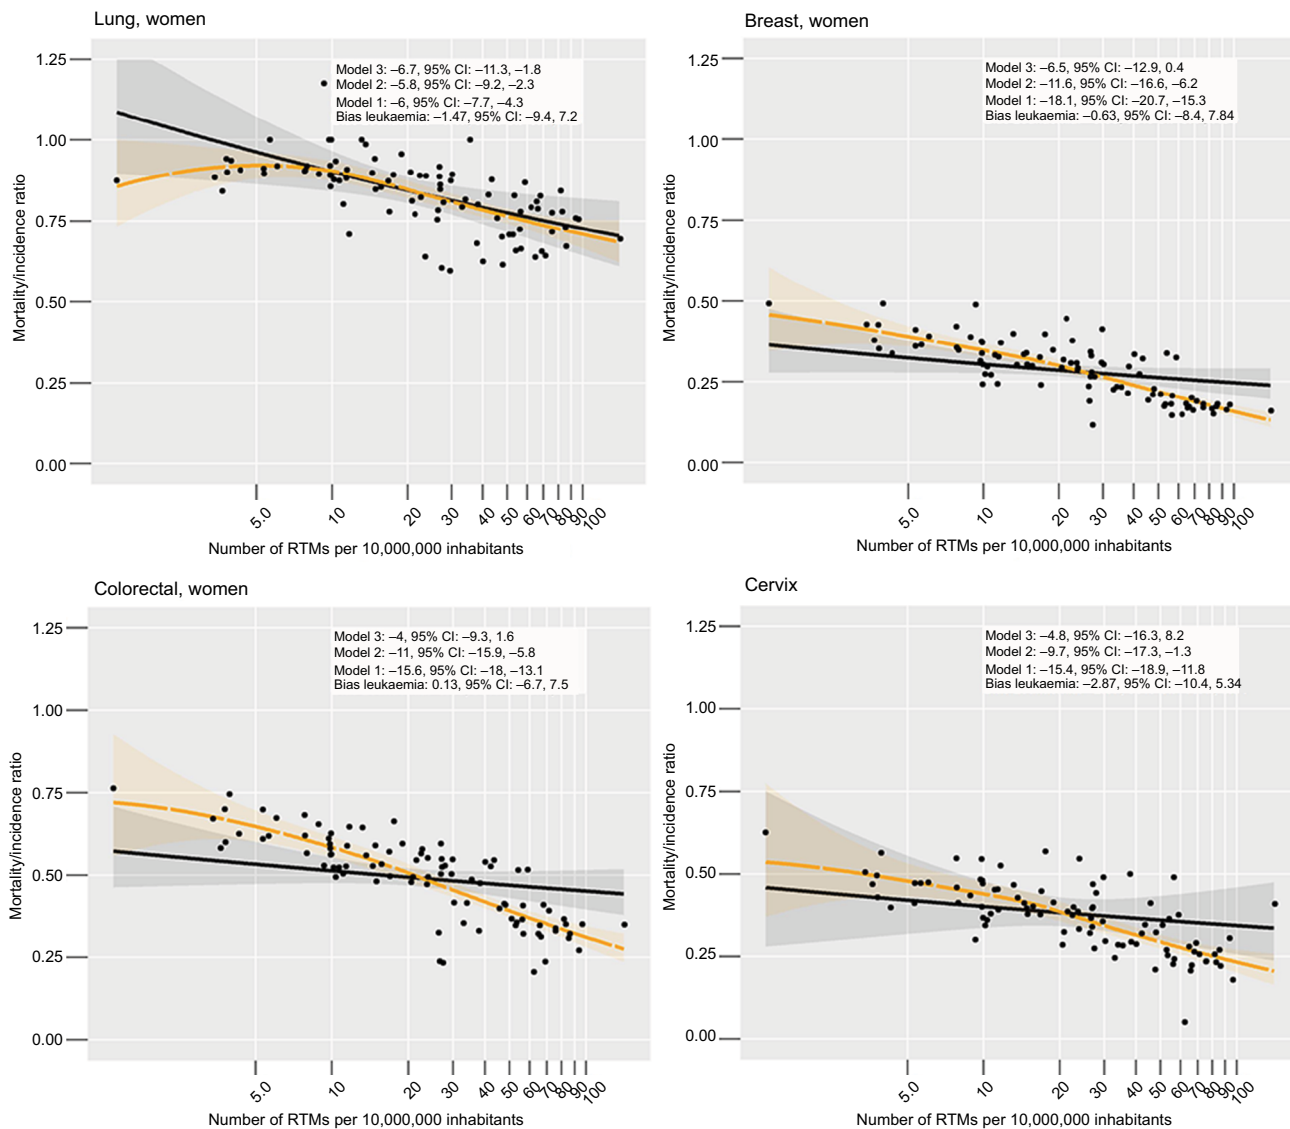 Lung, women
Model 3: –6.7, 95% CI: –11.3, –1.8
Model 2: –5.8, 95% CI: –9.2, –2.3
Model 1: –6, 95% CI: –7.7, –4.3
Bias leukaemia: –1.47, 95% CI: –9.4, 7.2
1.25
1.00
0.75
0.50
0.25
0.00
Mortality/incidence ratio
5.0 10 20 30 40 50 60 70 80 90 100
Number of RTMs per 10,000,000 inhabitants
Breast, women
Model 3: –6.5, 95% CI: –12.9, 0.4
Model 2: –11.6, 95% CI: –16.6, –6.2
Model 1: –18.1, 95% CI: –20.7, –15.3
Bias leukaemia: –0.63, 95% CI: –8.4, 7.84
1.25
1.00
0.75
0.50
0.25
0.00
Mortality/incidence ratio
5.0 10 20 30 40 50 60 70 80 90 100
Number of RTMs per 10,000,000 inhabitants
Colorectal, women
Model 3: –4, 95% CI: –9.3, 1.6
Model 2: –11, 95% CI: –15.9, –5.8
Model 1: –15.6, 95% CI: –18, –13.1
Bias leukaemia: 0.13, 95% CI: –6.7, 7.5
1.25
1.00
0.75
0.50
0.25
0.00
Mortality/incidence ratio
5.0 10 20 30 40 50 60 70 80 90 100
Number of RTMs per 10,000,000 inhabitants
Cervix
Model 3: –4.8, 95% CI: –16.3, 8.2
Model 2: –9.7, 95% CI: –17.3, –1.3
Model 1: –15.4, 95% CI: –18.9, –11.8
Bias leukaemia: –2.87, 95% CI: –10.4, 5.34
1.25
1.00
0.75
0.50
0.25
0.00
Mortality/incidence ratio
5.0 10 20 30 40 50 60 70 80 90 100
Number of RTMs per 10,000,000 inhabitants